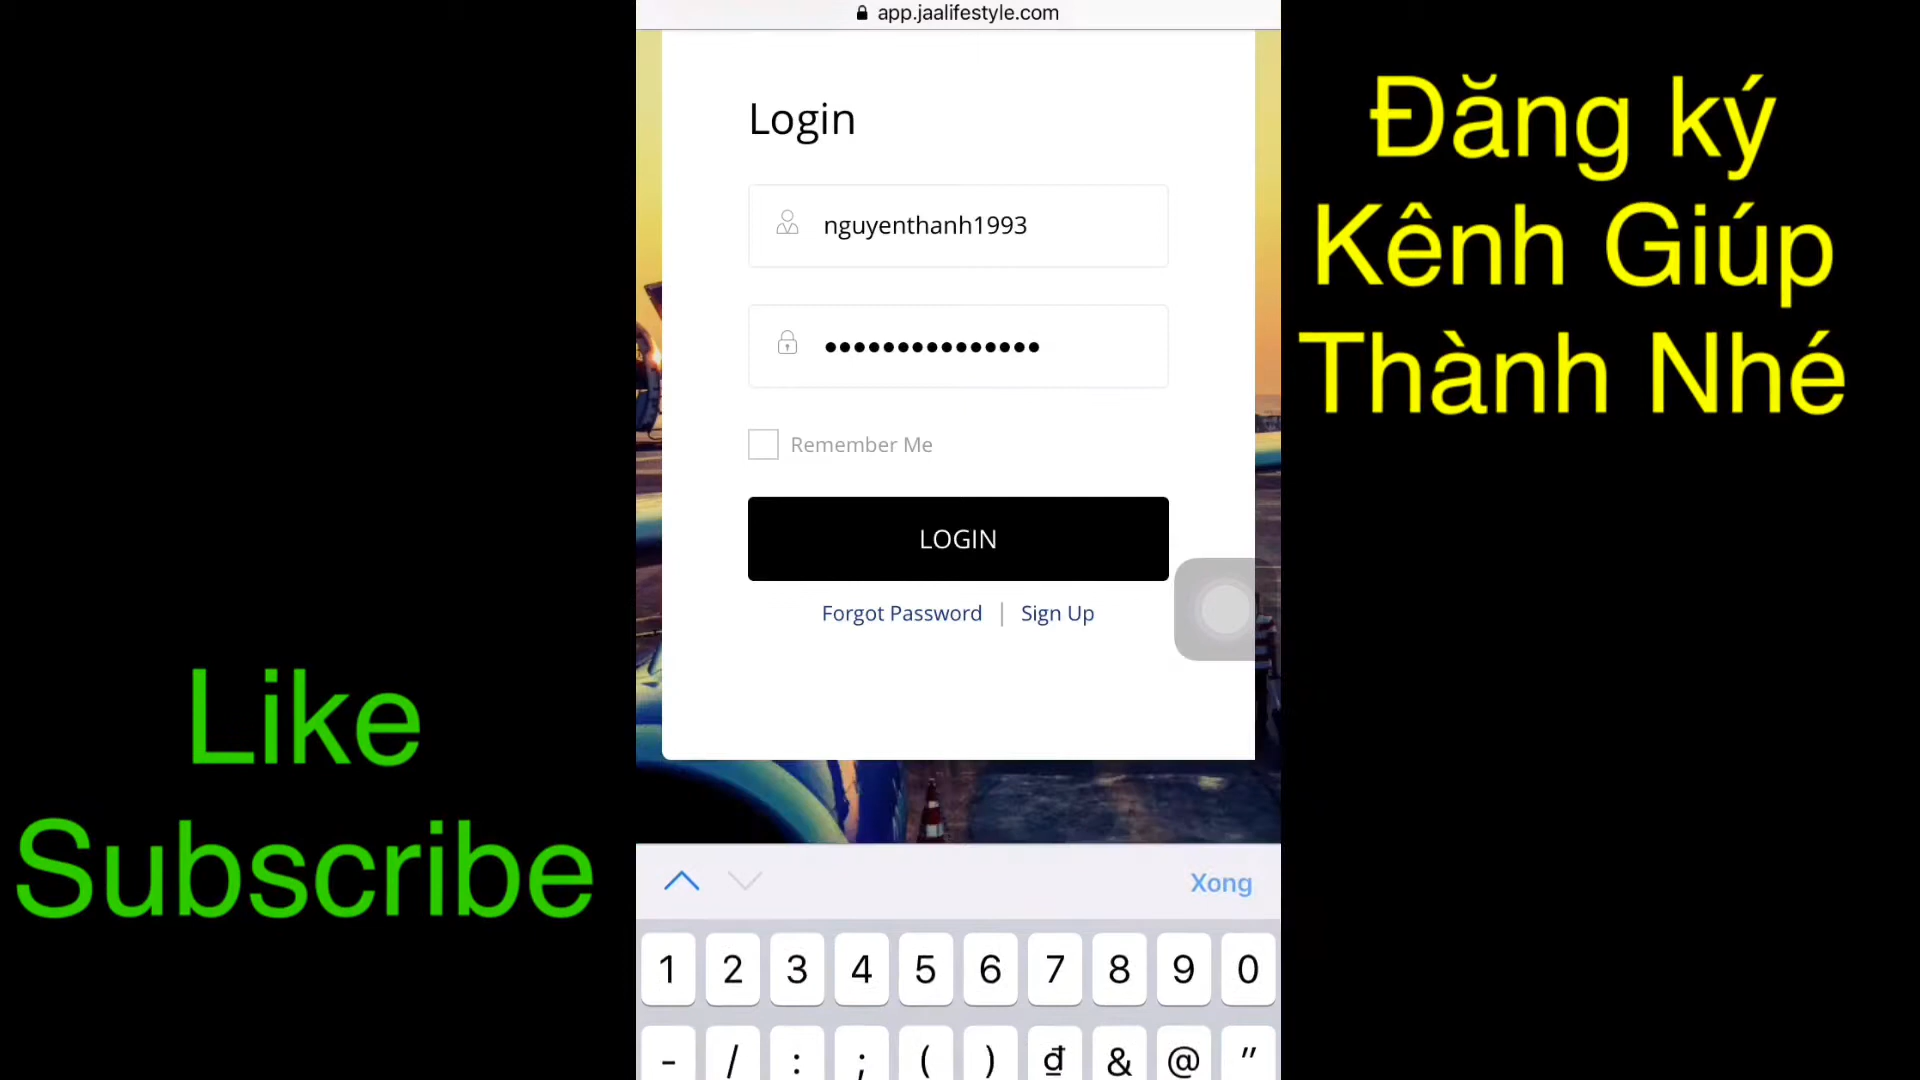 app.jaalifestyle.com
Login
nguyenthanh1993
•••••••••••••••
Remember Me
LOGIN
Forgot Password | Sign Up
Xong
1 2 3 4 5 6 7 8 9 0
- / : ; ( ) ₫ & @ "
Đăng ký
Kênh Giúp
Thành Nhé
Like
Subscribe